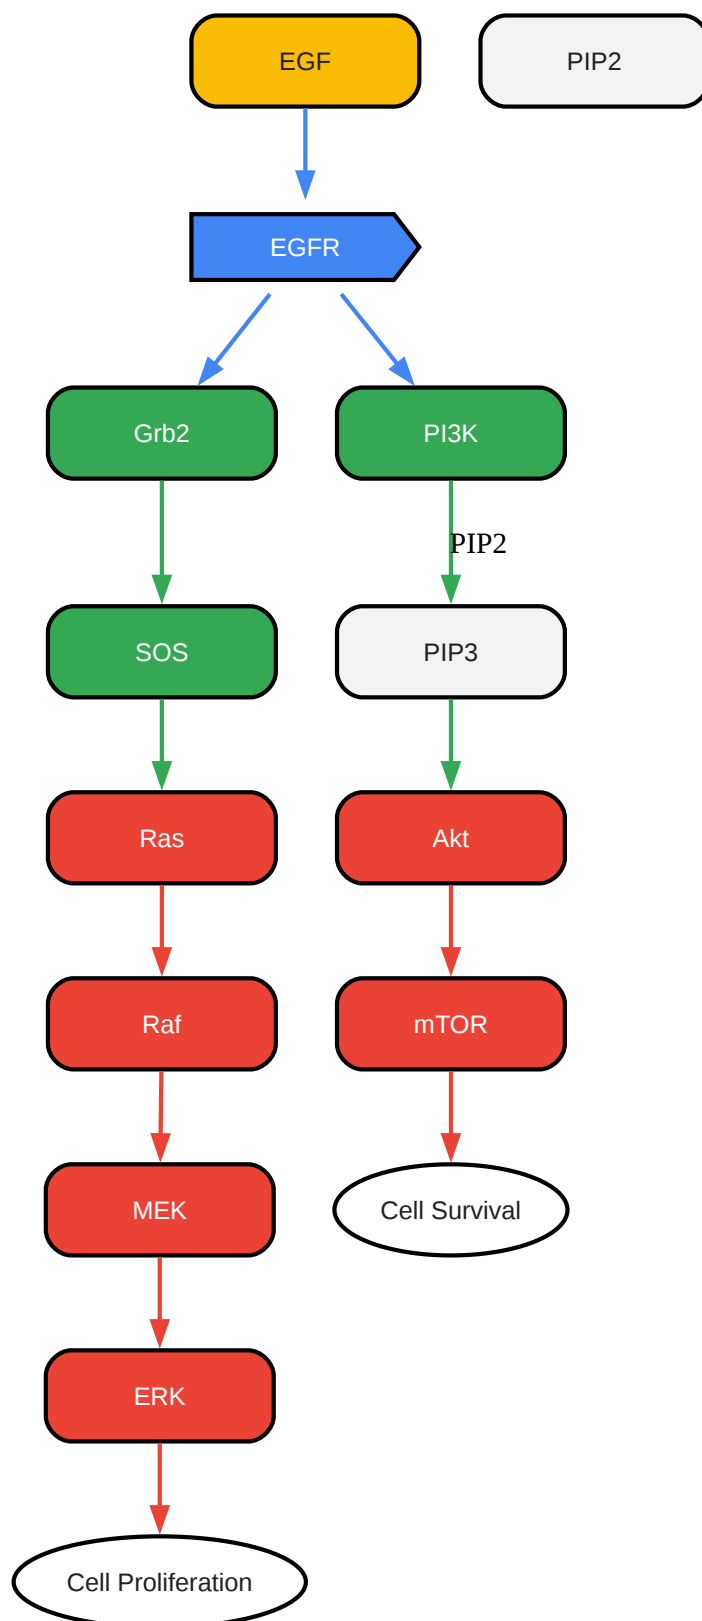 EGF
PIP2
EGFR
Grb2
PI3K
PIP2
SOS
PIP3
Ras
Akt
Raf
mTOR
MEK
Cell Survival
ERK
Cell Proliferation